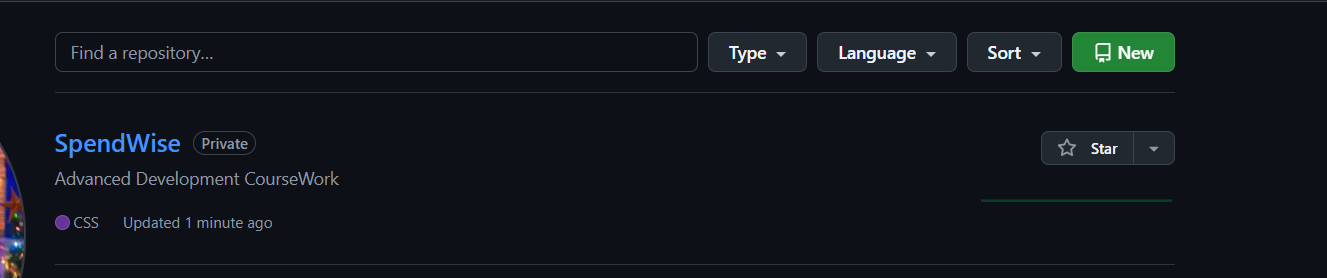 Find a repository...
Type
Language
Sort
New
SpendWise Private
Star
Advanced Development CourseWork
CSS Updated 1 minute ago